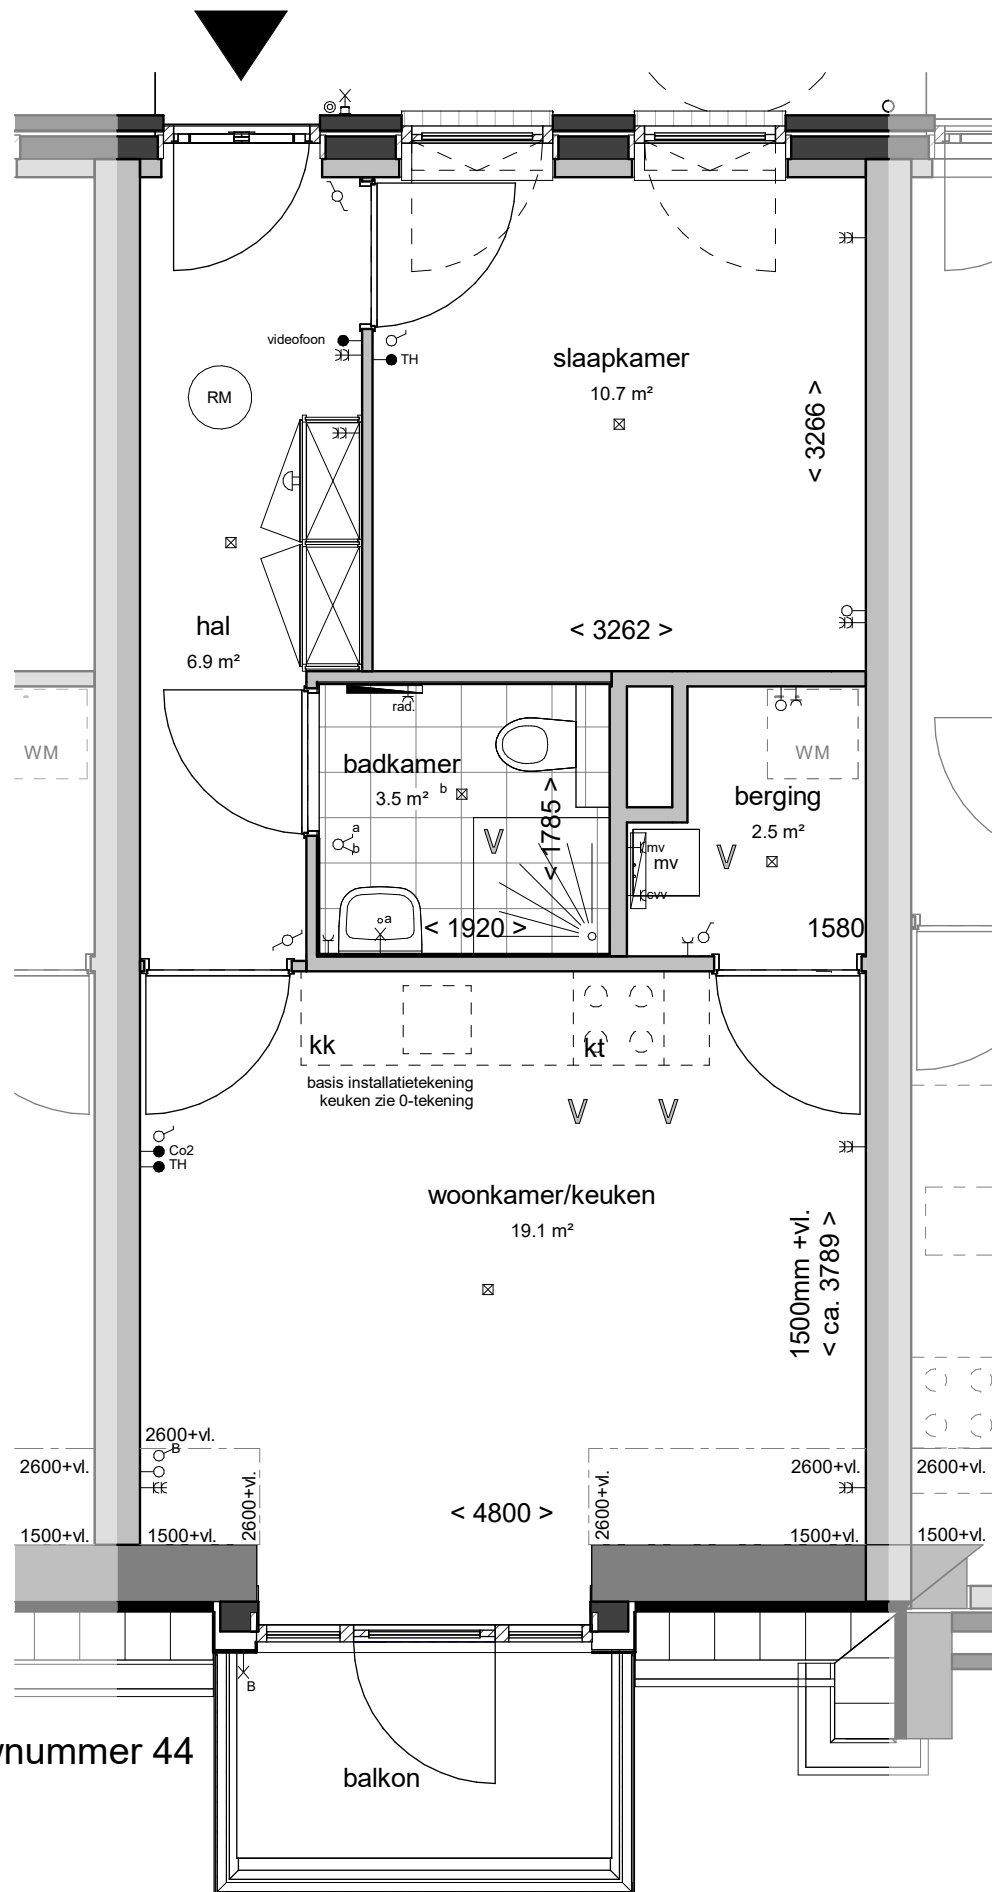 videofoon
TH
RM
slaapkamer
10.7 m²
< 3266 >
< 3262 >
hal
6.9 m²
WM
rad.
badkamer
3.5 m²
b
< 1785 >
a
b
a
< 1920 >
WM
berging
2.5 m²
mv
mv
cvv
1580
kk
kt
basis installatietekening
keuken zie 0-tekening
Co2
TH
woonkamer/keuken
19.1 m²
1500mm +vl.
< ca. 3789 >
2600+vl.
B
2600+vl.
2600+vl.
2600+vl.
2600+vl.
2600+vl.
< 4800 >
1500+vl.
1500+vl.
1500+vl.
1500+vl.
B
balkon
wnummer 44